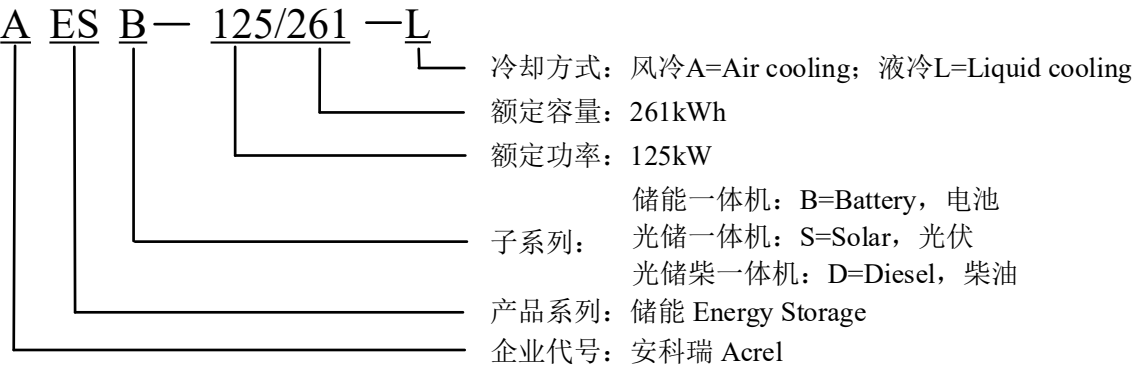 A ES B— 125/261 —L
冷却方式：风冷A=Air cooling；液冷L=Liquid cooling
额定容量：261kWh
额定功率：125kW
储能一体机：B=Battery，电池
子系列： 光储一体机：S=Solar，光伏
光储柴一体机：D=Diesel，柴油
产品系列：储能 Energy Storage
企业代号：安科瑞 Acrel